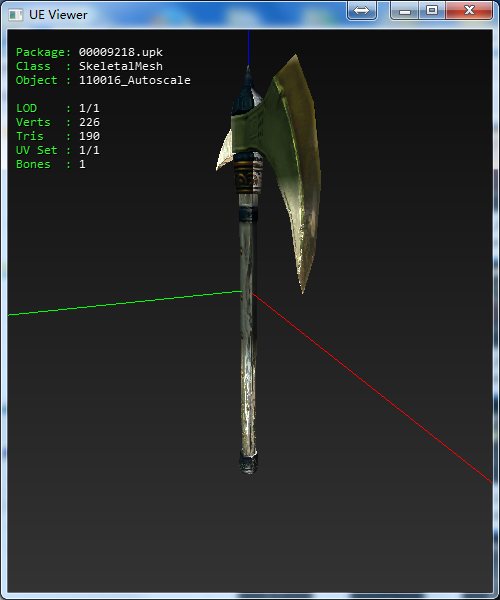 UE Viewer
Package: 00009218.upk
Class : SkeletalMesh
Object : 110016_Autoscale
LOD : 1/1
Verts : 226
Tris : 190
UV Set : 1/1
Bones : 1